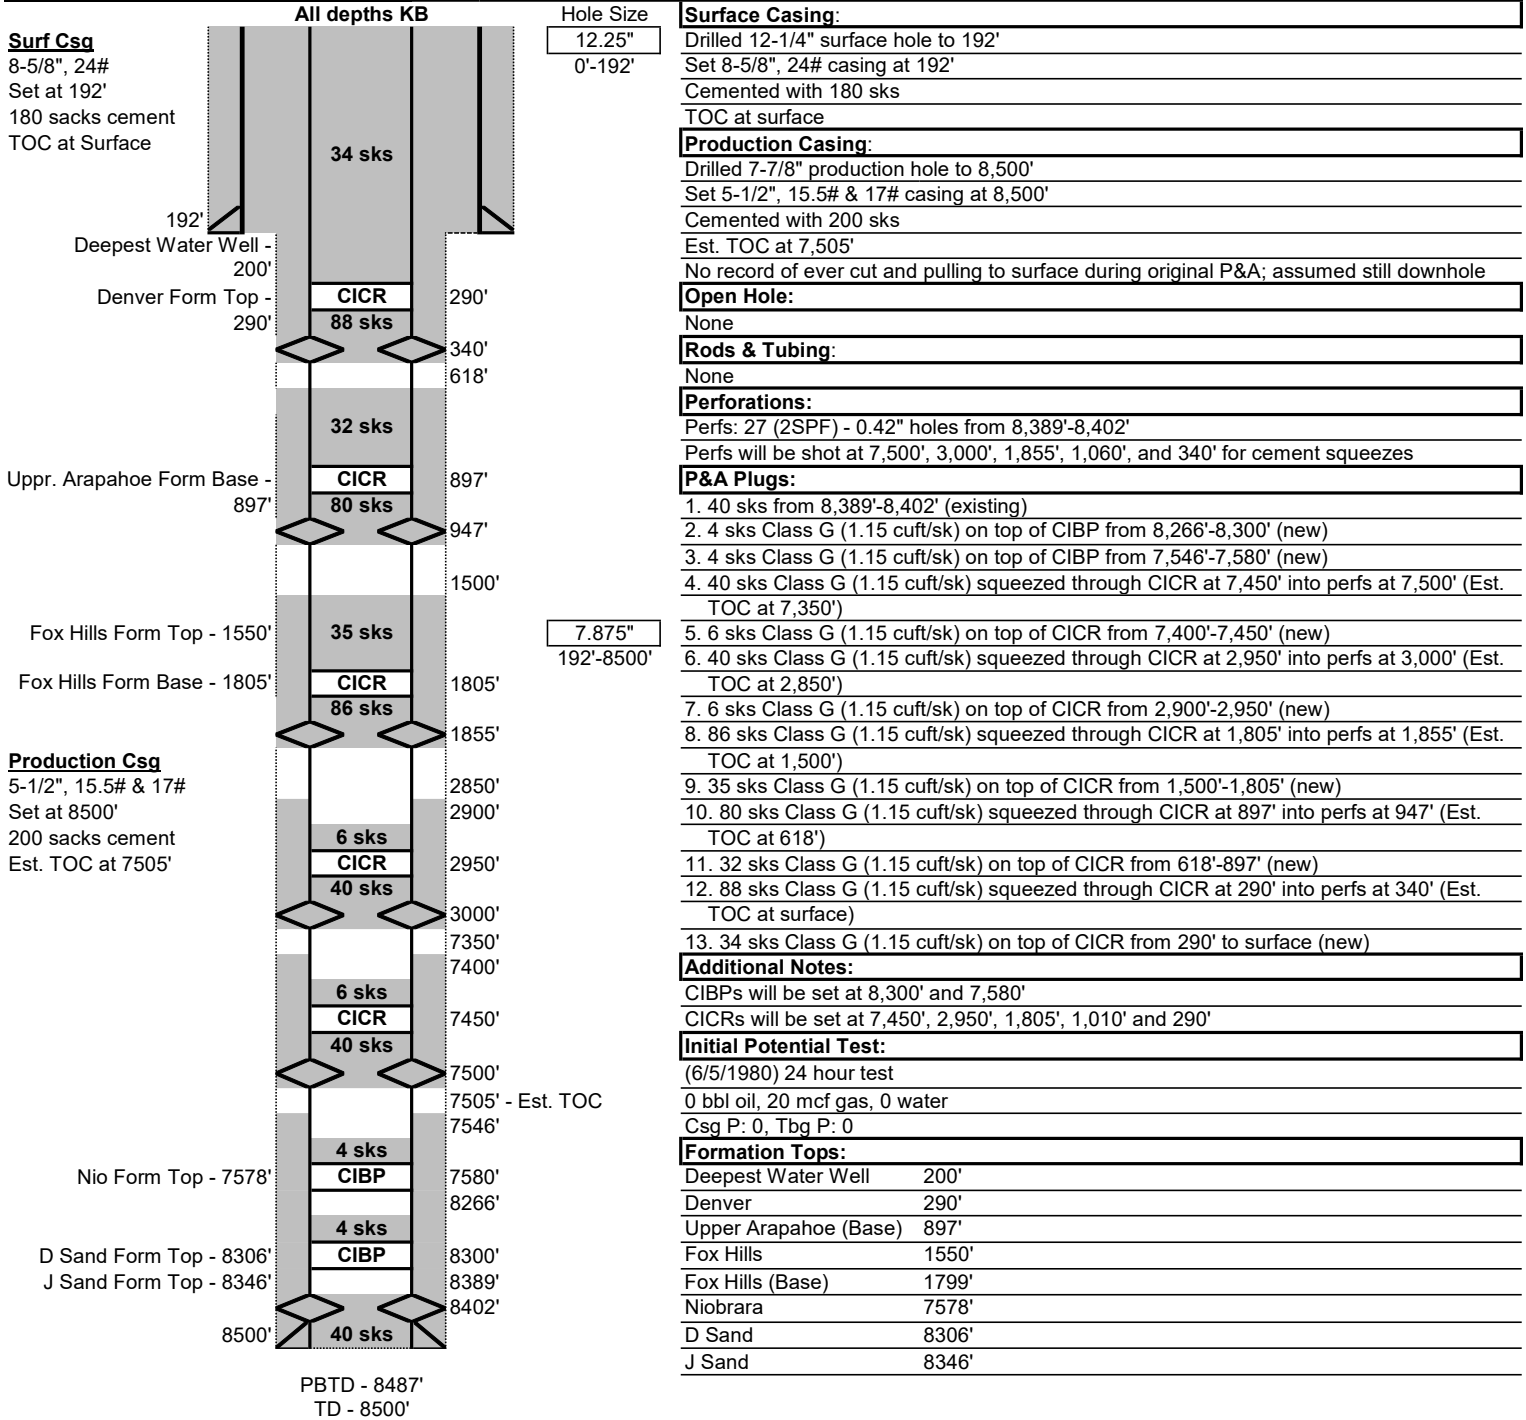 All depths KB
Surf Csg
8-5/8", 24#
Set at 192'
180 sacks cement
TOC at Surface
34 sks
192'
Deepest Water Well -
200'
Denver Form Top -
290'
CICR
290'
88 sks
340'
618'
32 sks
Uppr. Arapahoe Form Base -
897'
CICR
897'
80 sks
947'
1500'
Fox Hills Form Top - 1550'
35 sks
Fox Hills Form Base - 1805'
CICR
1805'
86 sks
1855'
Production Csg
5-1/2", 15.5# & 17#
Set at 8500'
200 sacks cement
Est. TOC at 7505'
2850'
2900'
6 sks
CICR
2950'
40 sks
3000'
7350'
7400'
6 sks
CICR
7450'
40 sks
7500'
7505' - Est. TOC
7546'
4 sks
Nio Form Top - 7578'
CIBP
7580'
8266'
4 sks
D Sand Form Top - 8306'
CIBP
8300'
J Sand Form Top - 8346'
8389'
8402'
8500'
40 sks
PBTD - 8487'
TD - 8500'
Hole Size
12.25"
0'-192'
7.875"
192'-8500'
Surface Casing:
Drilled 12-1/4" surface hole to 192'
Set 8-5/8", 24# casing at 192'
Cemented with 180 sks
TOC at surface
Production Casing:
Drilled 7-7/8" production hole to 8,500'
Set 5-1/2", 15.5# & 17# casing at 8,500'
Cemented with 200 sks
Est. TOC at 7,505'
No record of ever cut and pulling to surface during original P&A; assumed still downhole
Open Hole:
None
Rods & Tubing:
None
Perforations:
Perfs: 27 (2SPF) - 0.42" holes from 8,389'-8,402'
Perfs will be shot at 7,500', 3,000', 1,855', 1,060', and 340' for cement squeezes
P&A Plugs:
1. 40 sks from 8,389'-8,402' (existing)
2. 4 sks Class G (1.15 cuft/sk) on top of CIBP from 8,266'-8,300' (new)
3. 4 sks Class G (1.15 cuft/sk) on top of CIBP from 7,546'-7,580' (new)
4. 40 sks Class G (1.15 cuft/sk) squeezed through CICR at 7,450' into perfs at 7,500' (Est.
TOC at 7,350')
5. 6 sks Class G (1.15 cuft/sk) on top of CICR from 7,400'-7,450' (new)
6. 40 sks Class G (1.15 cuft/sk) squeezed through CICR at 2,950' into perfs at 3,000' (Est.
TOC at 2,850')
7. 6 sks Class G (1.15 cuft/sk) on top of CICR from 2,900'-2,950' (new)
8. 86 sks Class G (1.15 cuft/sk) squeezed through CICR at 1,805' into perfs at 1,855' (Est.
TOC at 1,500')
9. 35 sks Class G (1.15 cuft/sk) on top of CICR from 1,500'-1,805' (new)
10. 80 sks Class G (1.15 cuft/sk) squeezed through CICR at 897' into perfs at 947' (Est.
TOC at 618')
11. 32 sks Class G (1.15 cuft/sk) on top of CICR from 618'-897' (new)
12. 88 sks Class G (1.15 cuft/sk) squeezed through CICR at 290' into perfs at 340' (Est.
TOC at surface)
13. 34 sks Class G (1.15 cuft/sk) on top of CICR from 290' to surface (new)
Additional Notes:
CIBPs will be set at 8,300' and 7,580'
CICRs will be set at 7,450', 2,950', 1,805', 1,010' and 290'
Initial Potential Test:
(6/5/1980) 24 hour test
0 bbl oil, 20 mcf gas, 0 water
Csg P: 0, Tbg P: 0
Formation Tops:
Deepest Water Well 200'
Denver 290'
Upper Arapahoe (Base) 897'
Fox Hills 1550'
Fox Hills (Base) 1799'
Niobrara 7578'
D Sand 8306'
J Sand 8346'